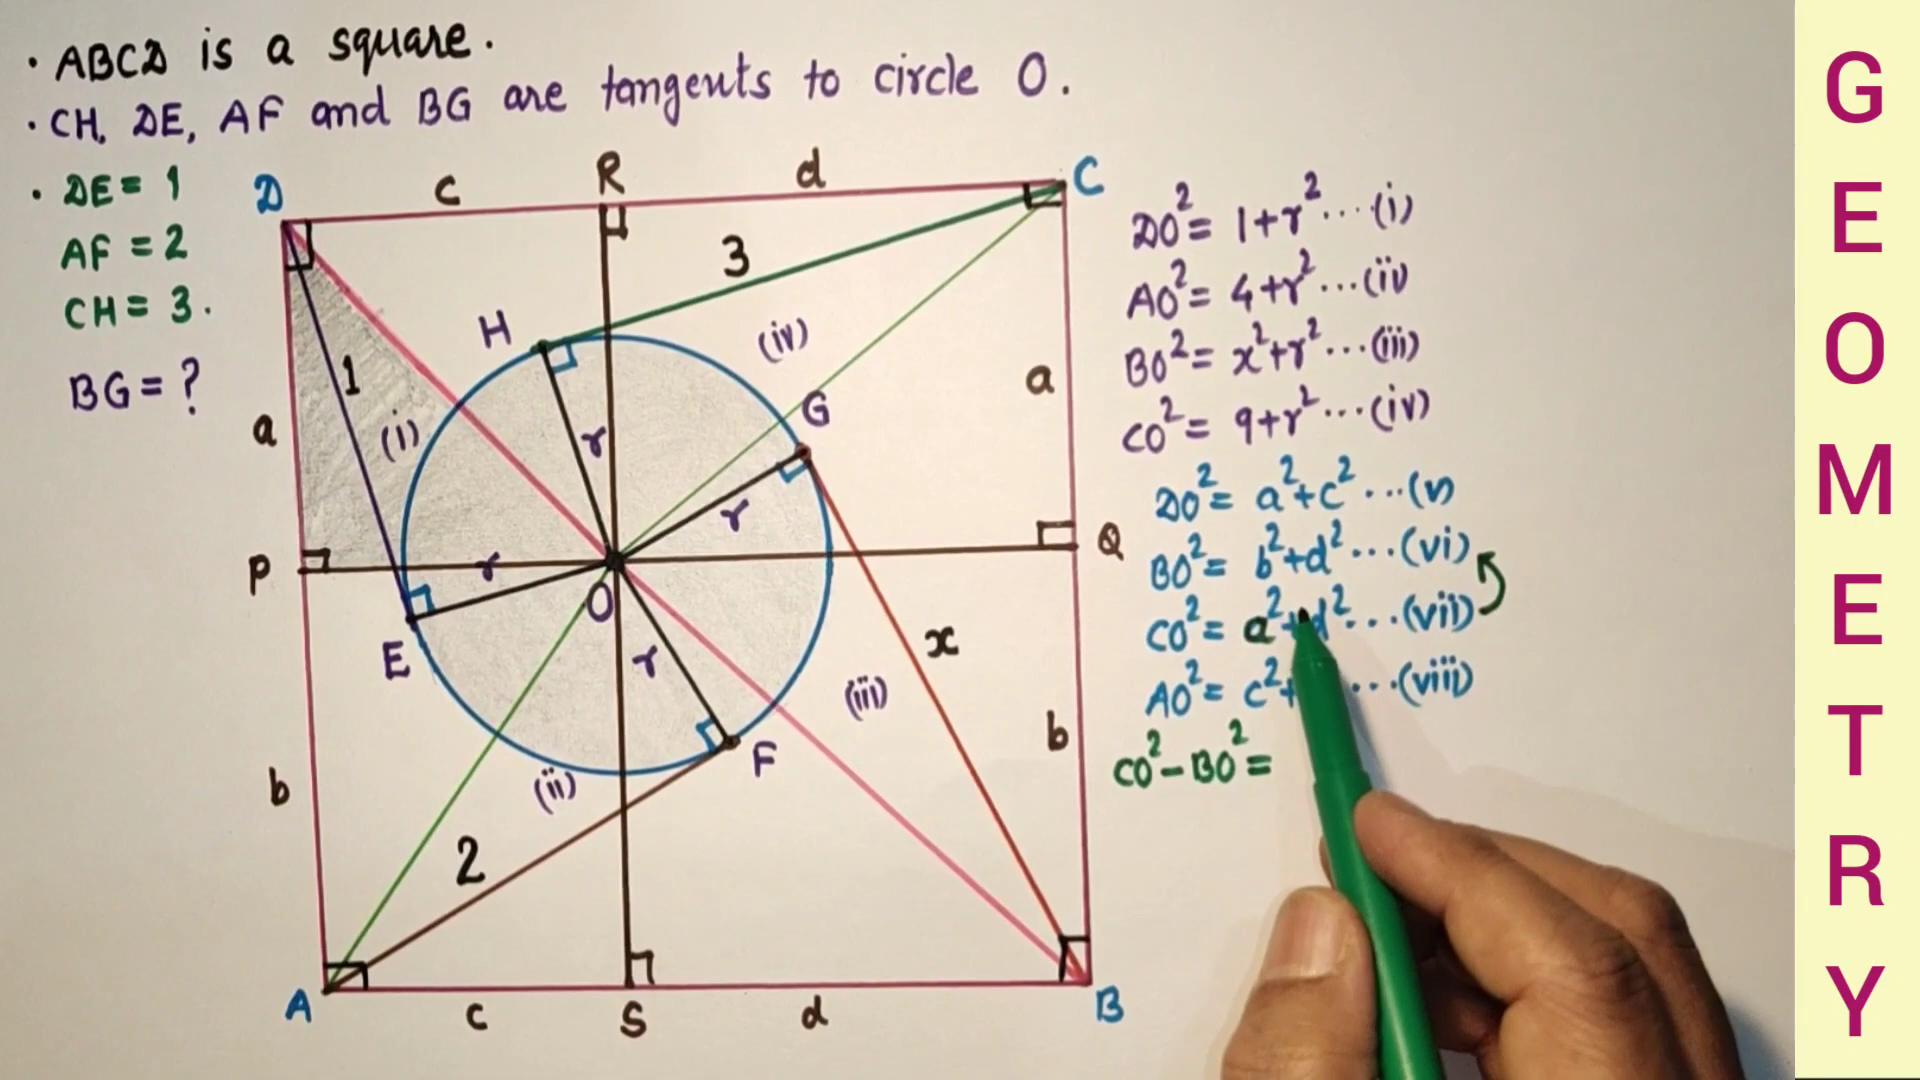 · ABCD is a square.
· CH, DE, AF and BG are tangents to circle O.
· DE = 1
AF = 2
CH = 3.
BG = ?
D c R d C
3
H
(iv)
1
a
(i)
r
G
a
r
P
r
O
Q
E
r
x
(iii)
b
(ii)
F
b
2
A c S d B
DO² = 1+r² ... (i)
AO² = 4+r² ... (ii)
BO² = x²+r² ... (iii)
CO² = 9+r² ... (iv)
DO² = a²+c² ... (v)
BO² = b²+d² ... (vi)
CO² = a²+d² ... (vii)
AO² = c²+ ... (viii)
CO² - BO² =
GEOMETRY